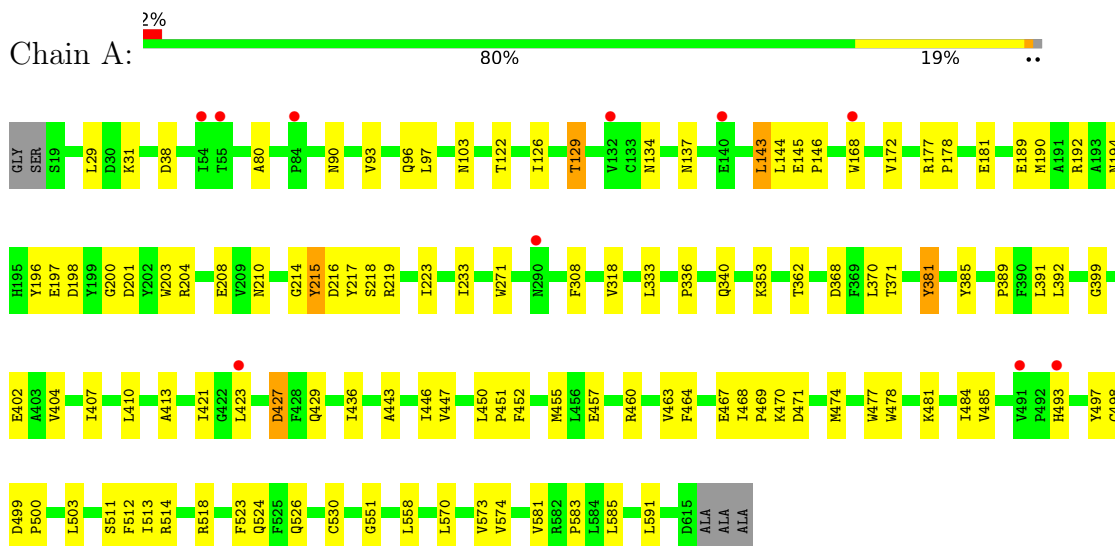 2%
Chain A:
80% 19% ••
GLY SER S19 L29 D30 K31 D38 I54 T55 A80 P84 N90 V93 Q96 L97 N103 T122 I126 T129 V132 C133 N134 N137 E140 L143 L144 E145 P146 W168 V172 R177 P178 E181 E189 M190 A191 R192 A193 N194
H195 Y196 E197 D198 Y199 G200 D201 Y202 W203 R204 E208 V209 N210 G214 Y215 D216 Y217 S218 R219 I223 I233 W271 N290 F308 V318 L333 P336 Q340 K353 T362 D368 F369 L370 T371 Y381 Y385 P389 F390 L391 L392 G399
E402 A403 V404 I407 L410 A413 I421 G422 L423 D427 F428 Q429 I436 A443 I446 V447 L450 P451 F452 M455 L456 E457 R460 V463 F464 E467 I468 P469 K470 D471 M474 W477 W478 K481 I484 V485 V491 P492 H493 Y497 C498
D499 P500 L503 S511 F512 I513 R514 R518 F523 Q524 F525 Q526 C530 G551 L558 L570 V573 V574 V581 R582 P583 L584 L585 L591 D615 ALA ALA ALA